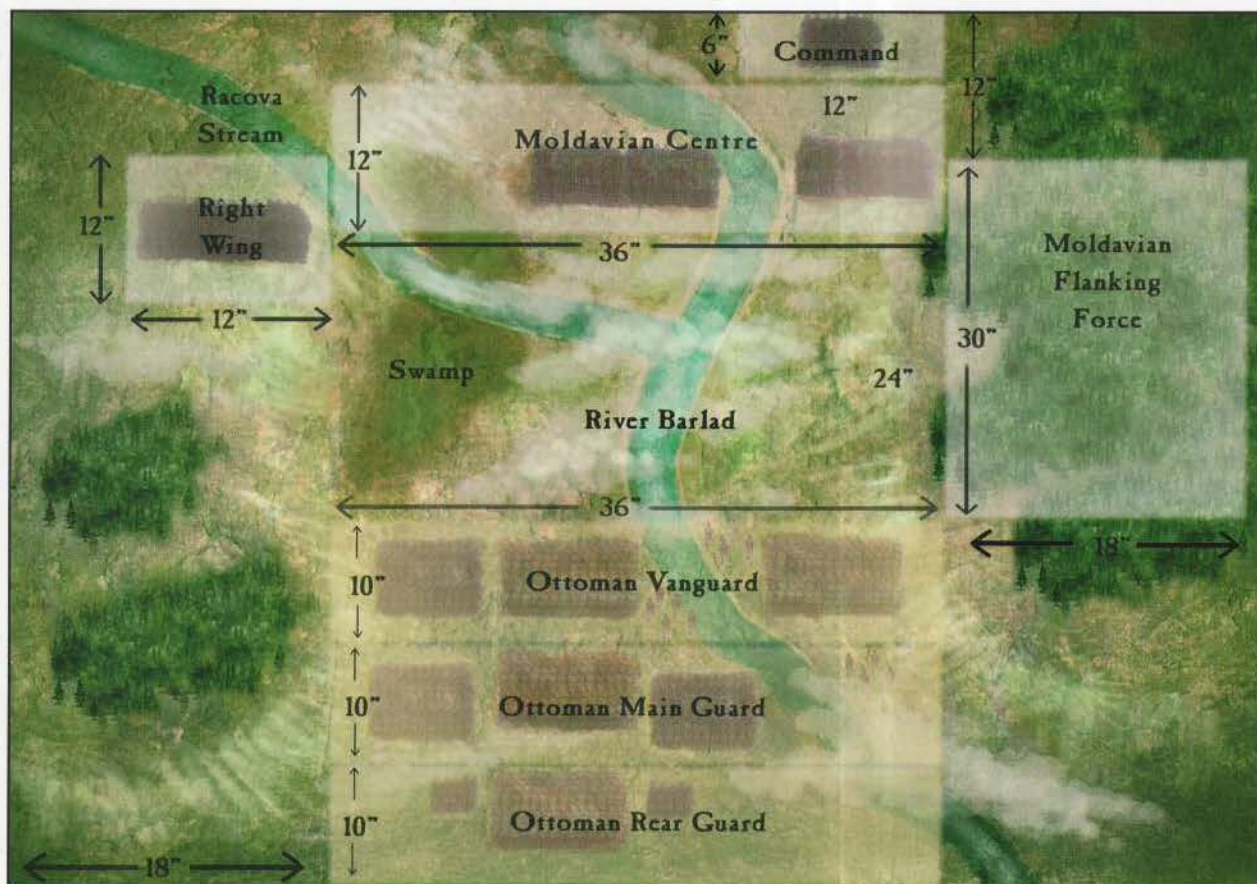 6"
Command
12"
Racova
Stream
12"
Moldavian Centre
12"
12"
Right
Wing
36"
Moldavian
Flanking
Force
12"
30"
Swamp
24"
River Barlad
36"
18"
10"
Ottoman Vanguard
10"
Ottoman Main Guard
10"
Ottoman Rear Guard
18"